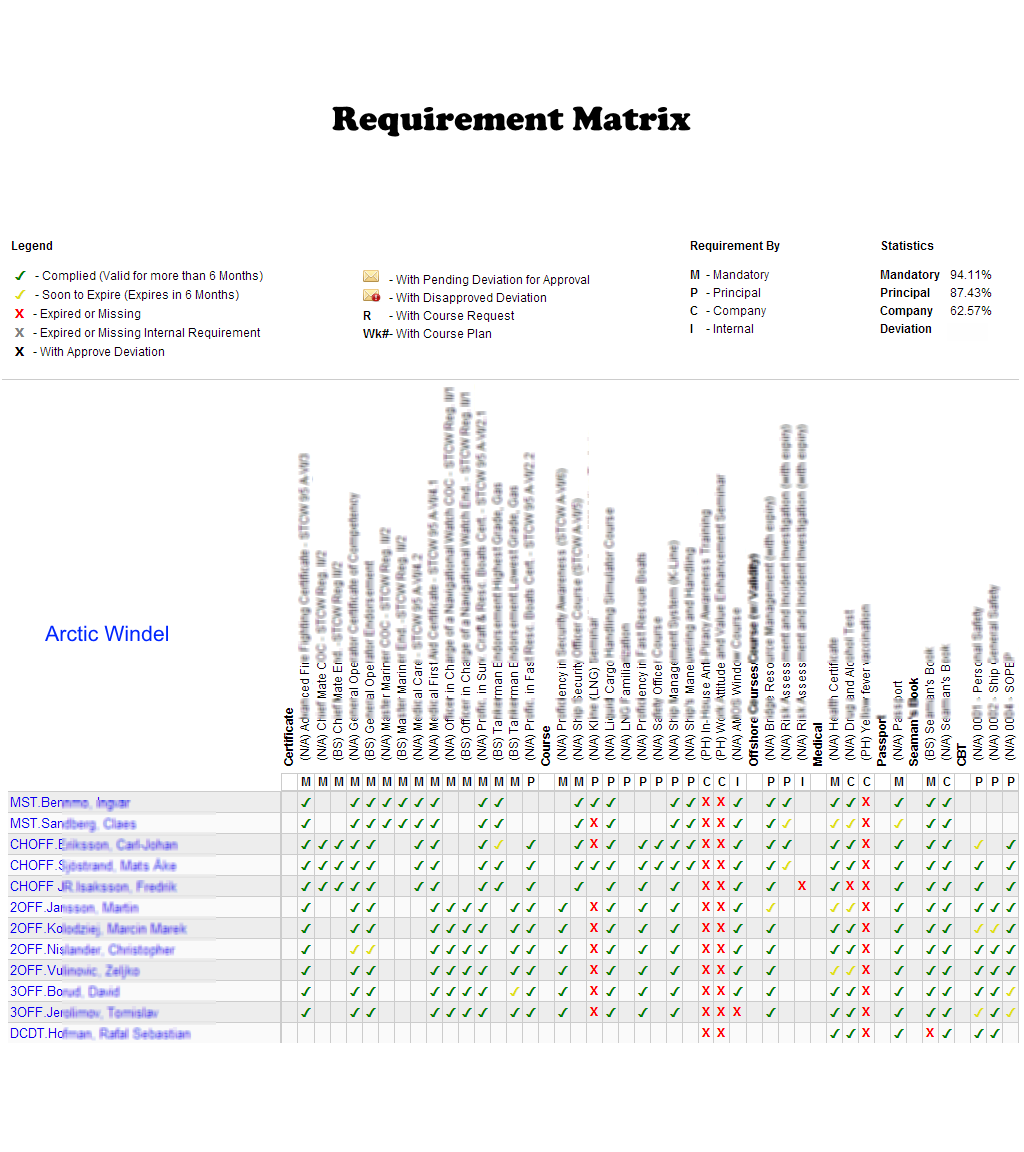 Requirement Matrix
Legend
✓ - Complied (Valid for more than 6 Months)
✓ - Soon to Expire (Expires in 6 Months)
X - Expired or Missing
X - Expired or Missing Internal Requirement
X - With Approve Deviation
- With Pending Deviation for Approval
- With Disapproved Deviation
R - With Course Request
Wk# - With Course Plan
Requirement By
M - Mandatory
P - Principal
C - Company
I - Internal
Statistics
Mandatory 94.11%
Principal 87.43%
Company 62.57%
Deviation
Arctic Windel
Certificate
(N/A) Advanced Fire Fighting Certificate - STCW 95 A-VI/3
(N/A) Chief Mate COC - STCW Reg. II/2
(BS) Chief Mate End. - STCW Reg II/2
(N/A) General Operator Certificate of Competency
(BS) General Operator Endorsement
(N/A) Master Mariner COC - STCW Reg. II/2
(BS) Master Mariner End. - STCW Reg. II/2
(N/A) Medical Care - STCW 95 A-VI/4.2
(N/A) Medical First Aid Certificate - STCW 95 A-VI/4.1
(N/A) Officer in Charge of a Navigational Watch COC - STCW Reg. II/1
(BS) Officer in Charge of a Navigational Watch End. - STCW Reg. II/1
(N/A) Prific. in Surv. Craft & Resc. Boats Cert. - STCW 95 A-VI/2.1
(BS) Tankerman Endorsement Highest Grade, Gas
(BS) Tankerman Endorsement Lowest Grade, Gas
(N/A) Prific. in Fast Resc. Boats Cert. - STCW 95 A-VI/2.2
Course
(N/A) Proficiency in Security Awareness (STCW A-VI/6)
(N/A) Ship Security Officer Course (STCW A-VI/5)
(N/A) K line (LNG) Seminar
(N/A) Liquid Cargo Handling Simulator Course
(N/A) LNG Familiarization
(N/A) Proficiency in Fast Rescue Boats
(N/A) Safety Officer Course
(N/A) Ship Management System (K-Line)
(N/A) Ship's Maneuvering and Handling
(PH) In-House Anti-Piracy Awareness Training
(PH) Work Attitude and Value Enhancement Seminar
(N/A) AMOS Window Course
Offshore Courses/Course (w/ Validity)
(N/A) Bridge Resource Management (with expiry)
(N/A) Risk Assessment and Incident Investigation (with expiry)
(N/A) Risk Assessment and Incident Investigation (with expiry)
Medical
(N/A) Health Certificate
(N/A) Drug and Alcohol Test
(PH) Yellow fever vaccination
Passport
(N/A) Passport
Seaman's Book
(BS) Seaman's Book
(N/A) Seaman's Book
CBT
(N/A) 0001 - Personal Safety
(N/A) 0002 - Ship General Safety
(N/A) 0004 - SOPEP
M M M M M M M M M M M M M M P M M P P P P P P P C C I P P I M C C M M C P P P
MST.Ben
MST.Sandberg, Claes
CHOFF.Eriksson, Carl-Johan
CHOFF.Sjöstrand, Mats Åke
CHOFF JR.Isaksson, Fredrik
2OFF.Jansson, Martin
2OFF.Kolodziej, Marcin Marek
2OFF.Nislander, Christopher
2OFF.Vulinovic, Zeljko
3OFF.Borud, David
3OFF.Jerolimov, Tomislav
DCDT.Hofman, Rafal Sebastian